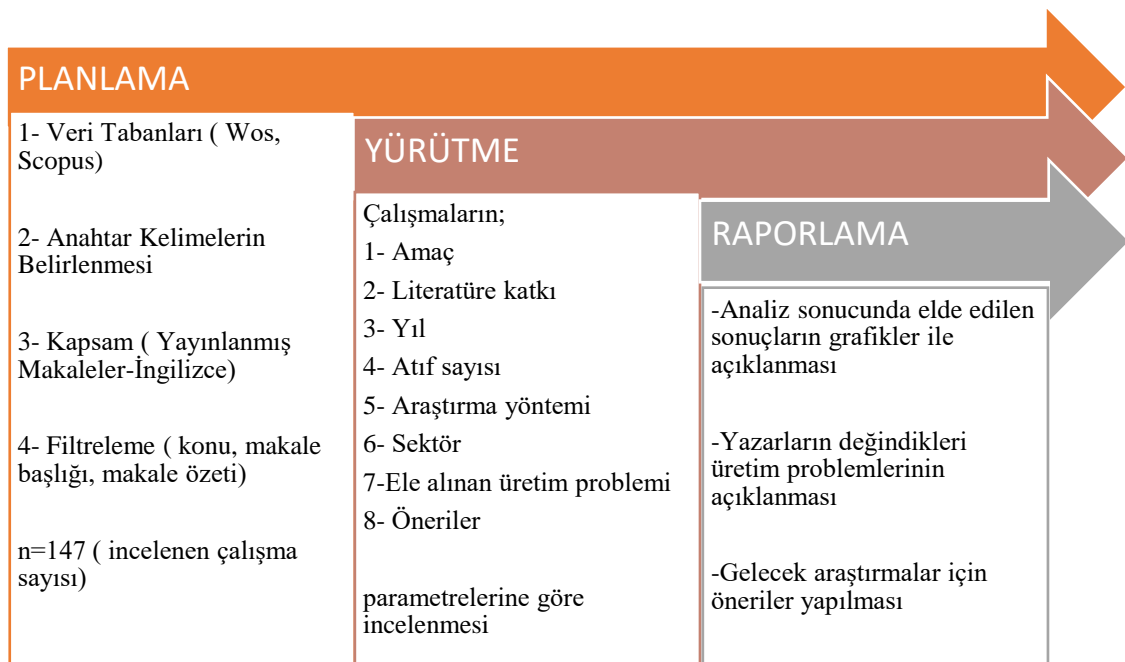 PLANLAMA
1- Veri Tabanları ( Wos,
Scopus)
2- Anahtar Kelimelerin
Belirlenmesi
3- Kapsam ( Yayınlanmış
Makaleler-İngilizce)
4- Filtreleme ( konu, makale
başlığı, makale özeti)
n=147 ( incelenen çalışma
sayısı)
YÜRÜTME
Çalışmaların;
1- Amaç
2- Literatüre katkı
3- Yıl
4- Atıf sayısı
5- Araştırma yöntemi
6- Sektör
7-Ele alınan üretim problemi
8- Öneriler
parametrelerine göre
incelenmesi
RAPORLAMA
-Analiz sonucunda elde edilen
sonuçların grafikler ile
açıklanması
-Yazarların değindikleri
üretim problemlerinin
açıklanması
-Gelecek araştırmalar için
öneriler yapılması